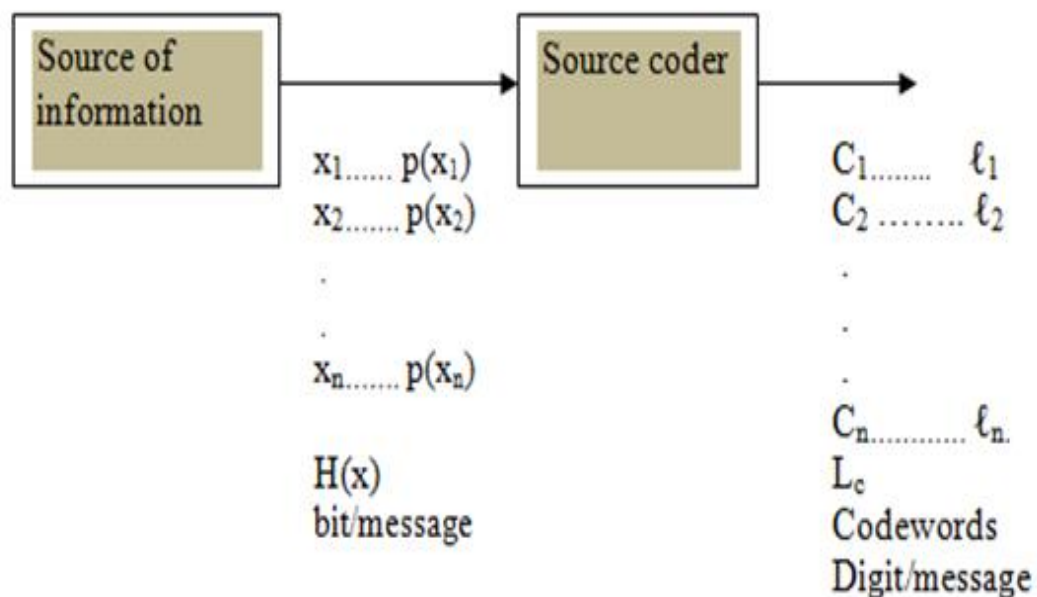 Source of
information
Source coder
x₁...... p(x₁)
x₂....... p(x₂)
.
.
xₙ....... p(xₙ)
H(x)
bit/message
C₁........ ℓ₁
C₂ ........ ℓ₂
.
.
.
Cₙ............ ℓₙ.
L_c
Codewords
Digit/message